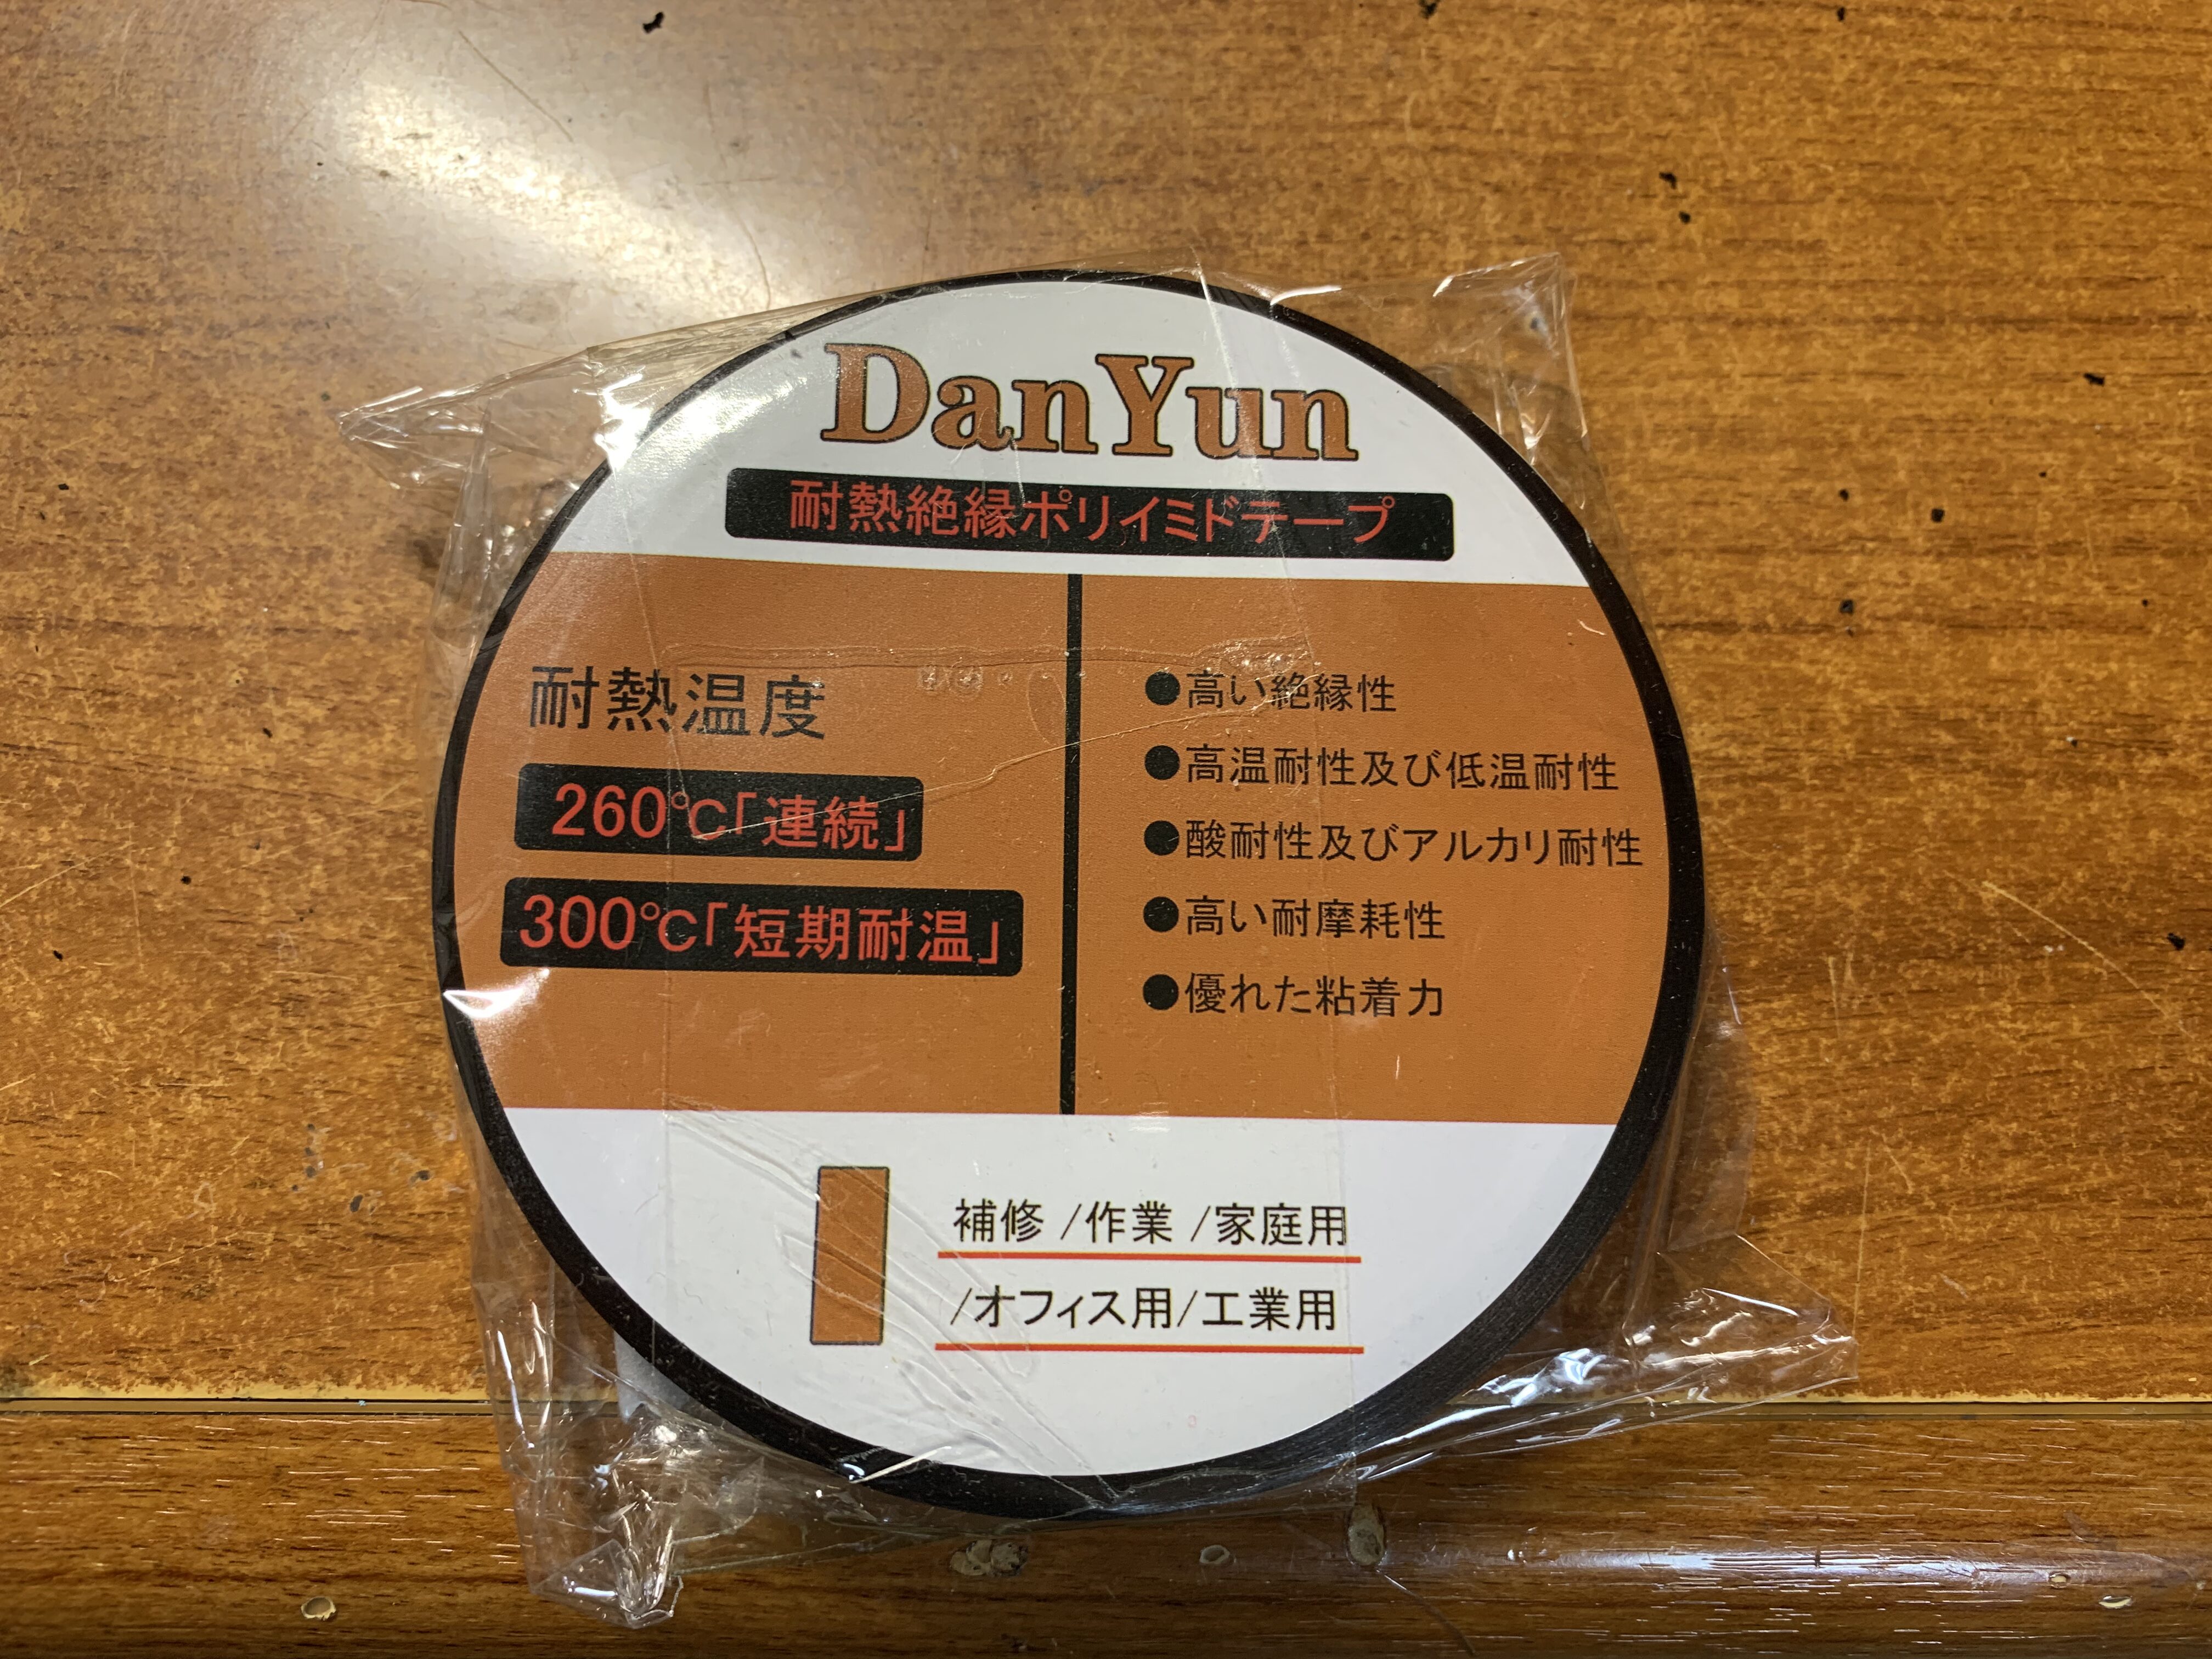 DanYun
耐熱絶縁ポリイミドテープ
耐熱温度
260℃「連続」
300℃「短期耐温」
●高い絶縁性
●高温耐性及び低温耐性
●酸耐性及びアルカリ耐性
●高い耐摩耗性
●優れた粘着力
補修 /作業 /家庭用
/オフィス用/工業用